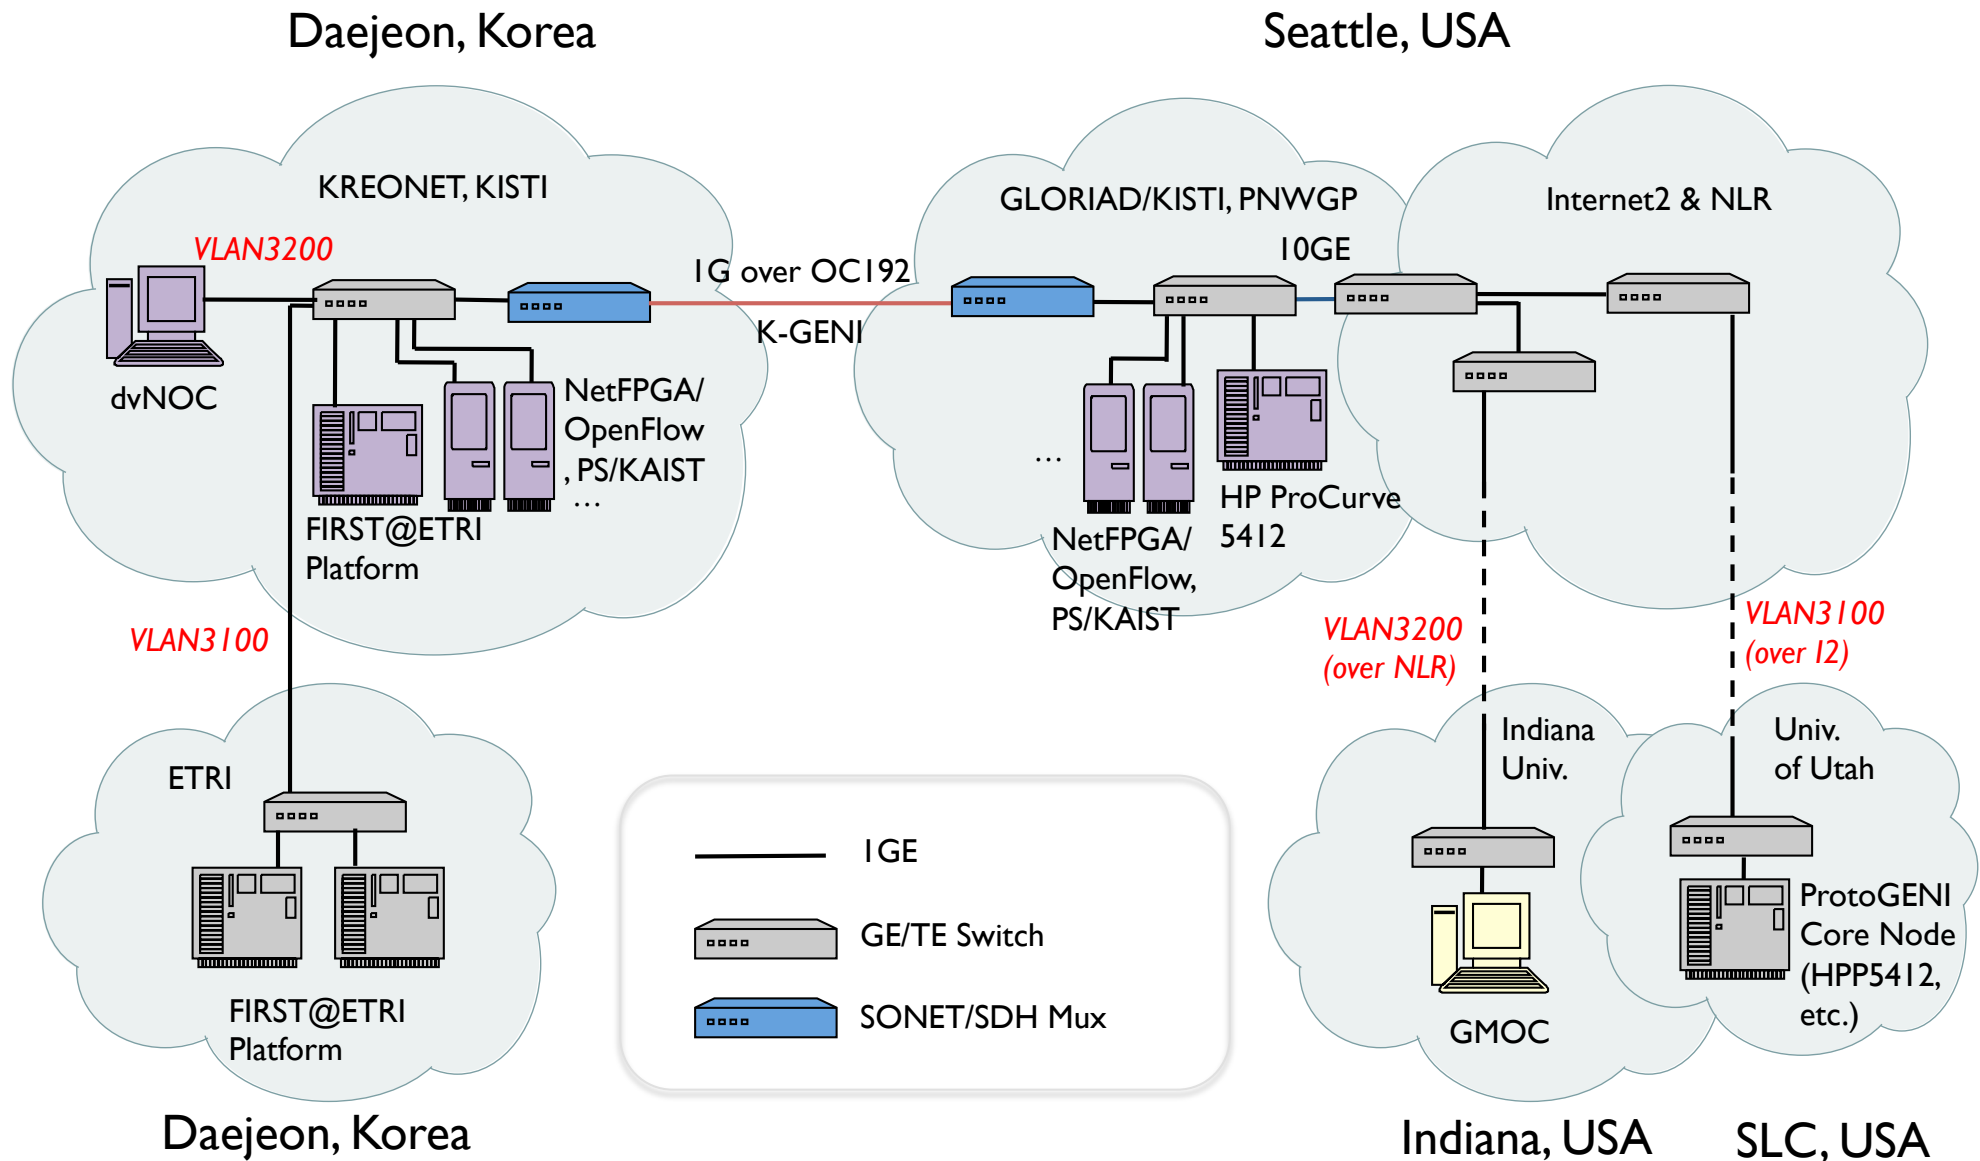 Daejeon, Korea
Seattle, USA
KREONET, KISTI
GLORIAD/KISTI, PNWGP
Internet2 & NLR
VLAN3200
10GE
1G over OC192
K-GENI
dvNOC
NetFPGA/
OpenFlow
, PS/KAIST
...
FIRST@ETRI
Platform
...
HP ProCurve
5412
NetFPGA/
OpenFlow,
PS/KAIST
VLAN3100
VLAN3200
(over NLR)
VLAN3100
(over I2)
ETRI
Indiana
Univ.
Univ.
of Utah
1GE
GE/TE Switch
SONET/SDH Mux
FIRST@ETRI
Platform
GMOC
ProtoGENI
Core Node
(HPP5412,
etc.)
Daejeon, Korea
Indiana, USA
SLC, USA